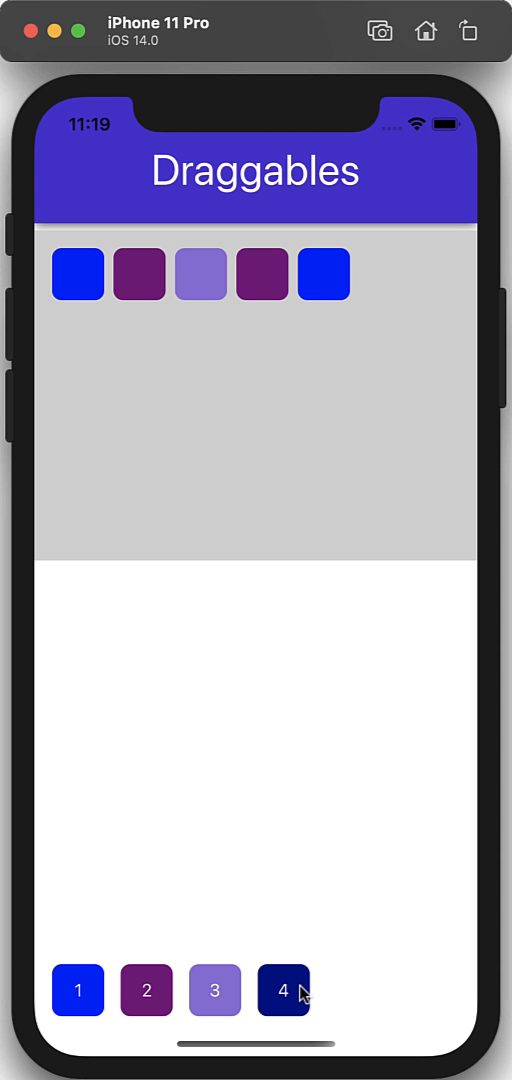 iPhone 11 Pro
iOS 14.0
11:19
Draggables
1 2 3 4